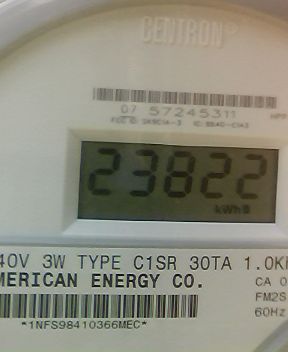 CENTRON®
07 57245311
23822
kWh
40V 3W TYPE C1SR 30TA 1.0K
MERICAN ENERGY CO.
CA 0
FM2S
60Hz
*1NFS98410366MEC*